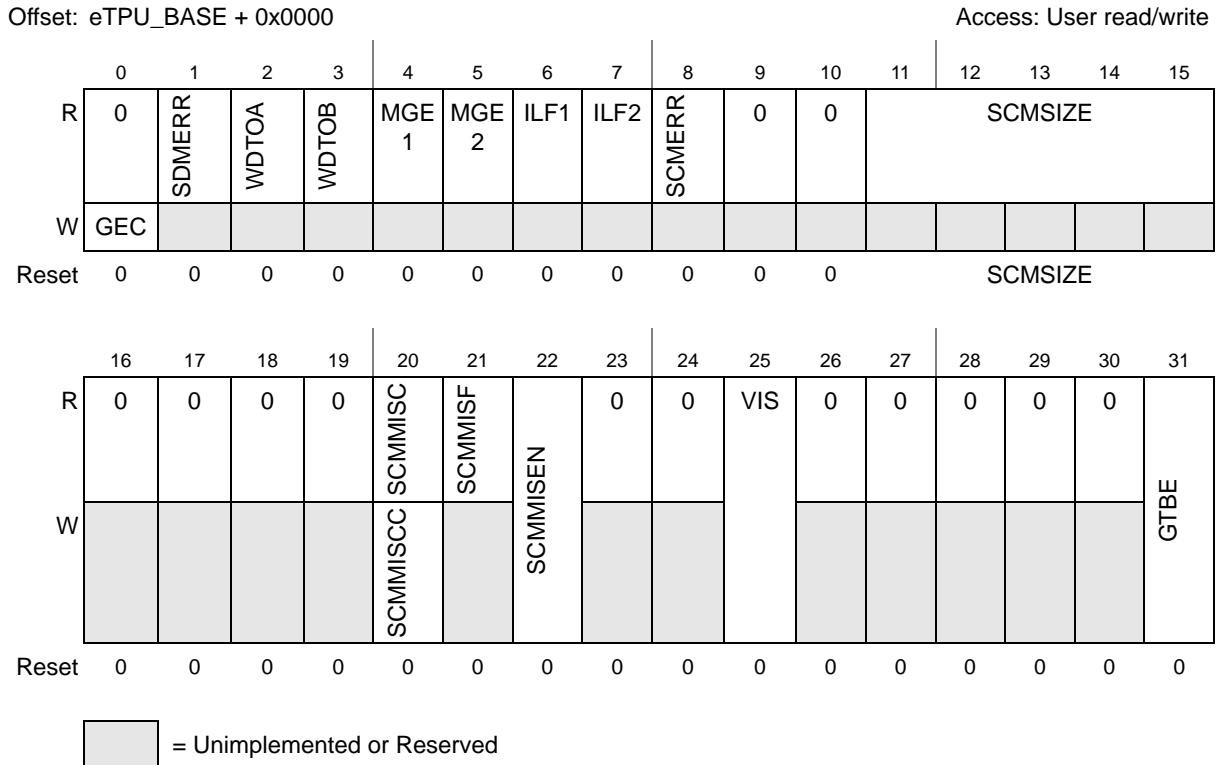 Offset: eTPU_BASE + 0x0000 Access: User read/write
0 1 2 3 4 5 6 7 8 9 10 11 12 13 14 15
R 0 SDMERR WDTOA WDTOB MGE 1 MGE 2 ILF1 ILF2 SCMERR 0 0 SCMSIZE
W GEC
Reset 0 0 0 0 0 0 0 0 0 0 0 SCMSIZE
16 17 18 19 20 21 22 23 24 25 26 27 28 29 30 31
R 0 0 0 0 SCMMISC SCMMISF SCMMISEN 0 0 VIS 0 0 0 0 0 GTBE
W SCMMISCC
Reset 0 0 0 0 0 0 0 0 0 0 0 0 0 0 0 0
= Unimplemented or Reserved